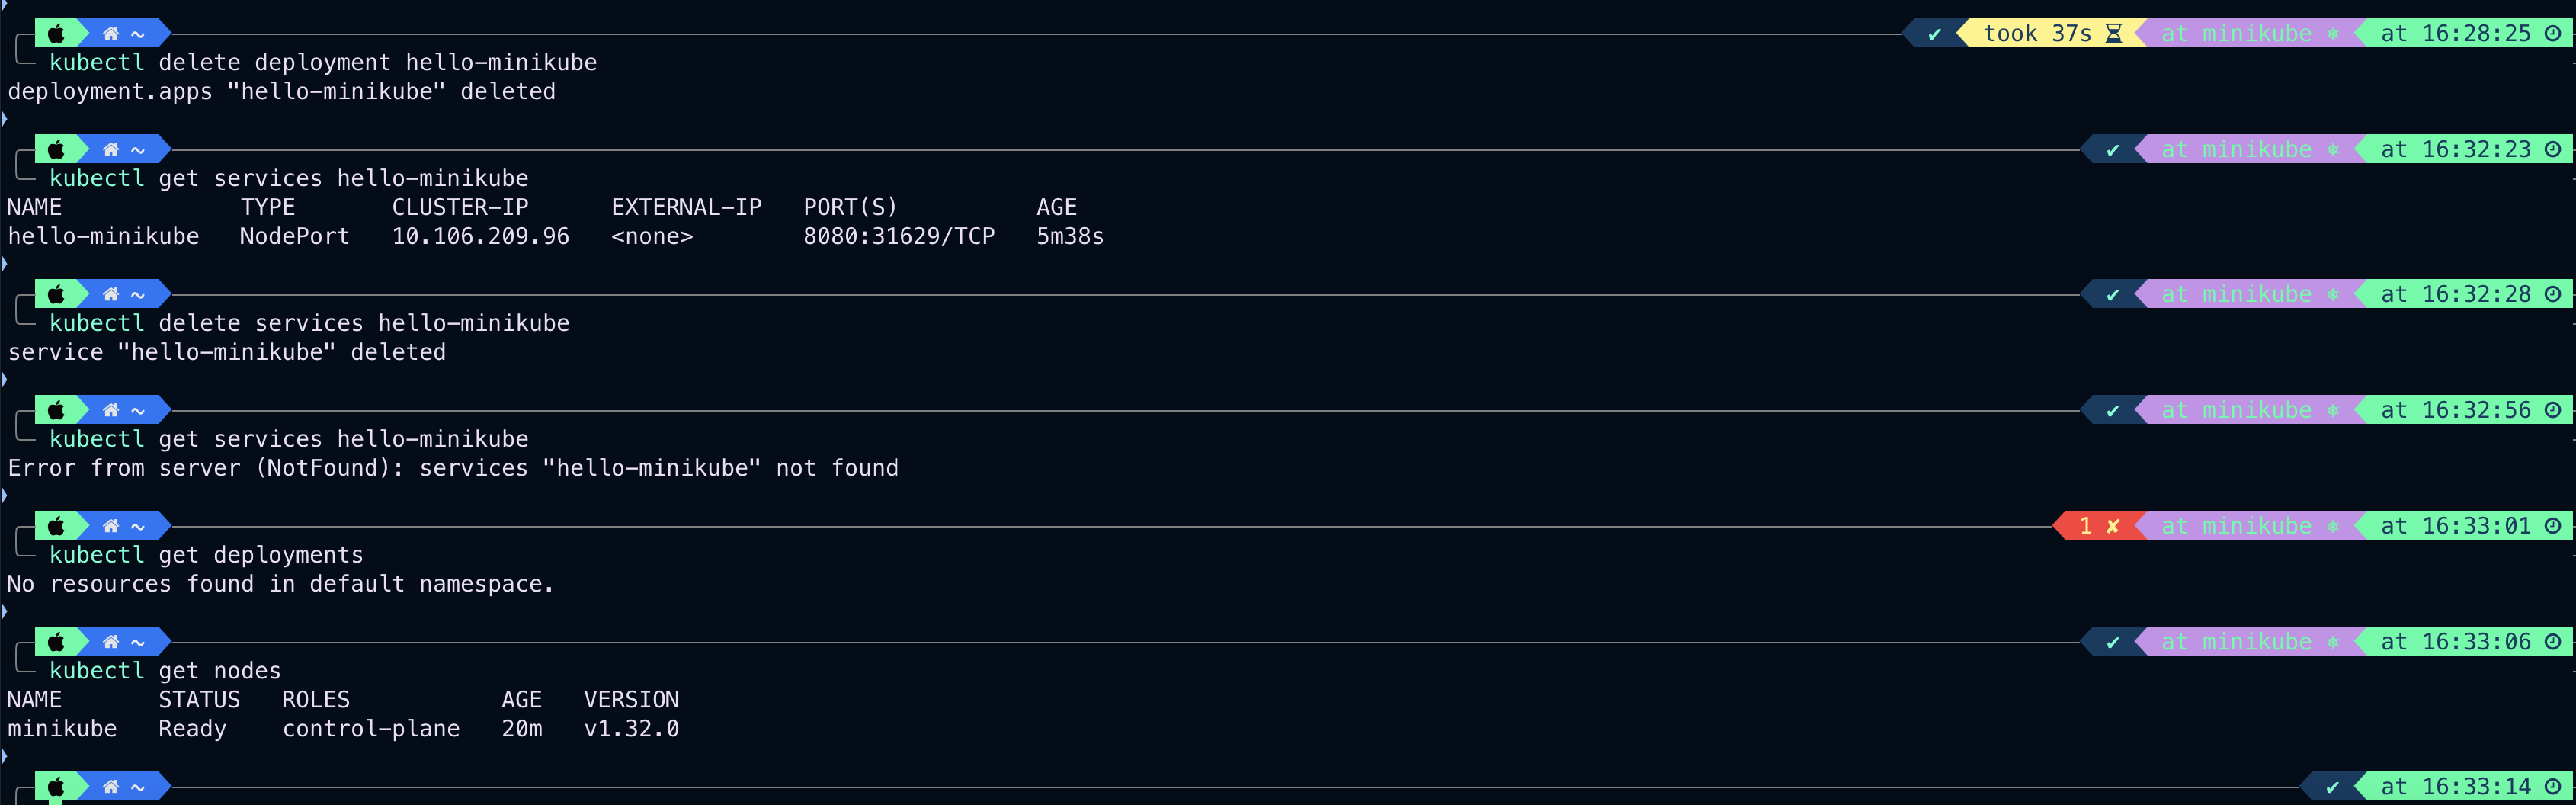 ~ ✔ took 37s at minikube at 16:28:25
kubectl delete deployment hello-minikube
deployment.apps "hello-minikube" deleted
~ ✔ at minikube at 16:32:23
kubectl get services hello-minikube
NAME TYPE CLUSTER-IP EXTERNAL-IP PORT(S) AGE
hello-minikube NodePort 10.106.209.96 <none> 8080:31629/TCP 5m38s
~ ✔ at minikube at 16:32:28
kubectl delete services hello-minikube
service "hello-minikube" deleted
~ ✔ at minikube at 16:32:56
kubectl get services hello-minikube
Error from server (NotFound): services "hello-minikube" not found
~ 1 ✘ at minikube at 16:33:01
kubectl get deployments
No resources found in default namespace.
~ ✔ at minikube at 16:33:06
kubectl get nodes
NAME STATUS ROLES AGE VERSION
minikube Ready control-plane 20m v1.32.0
~ ✔ at 16:33:14